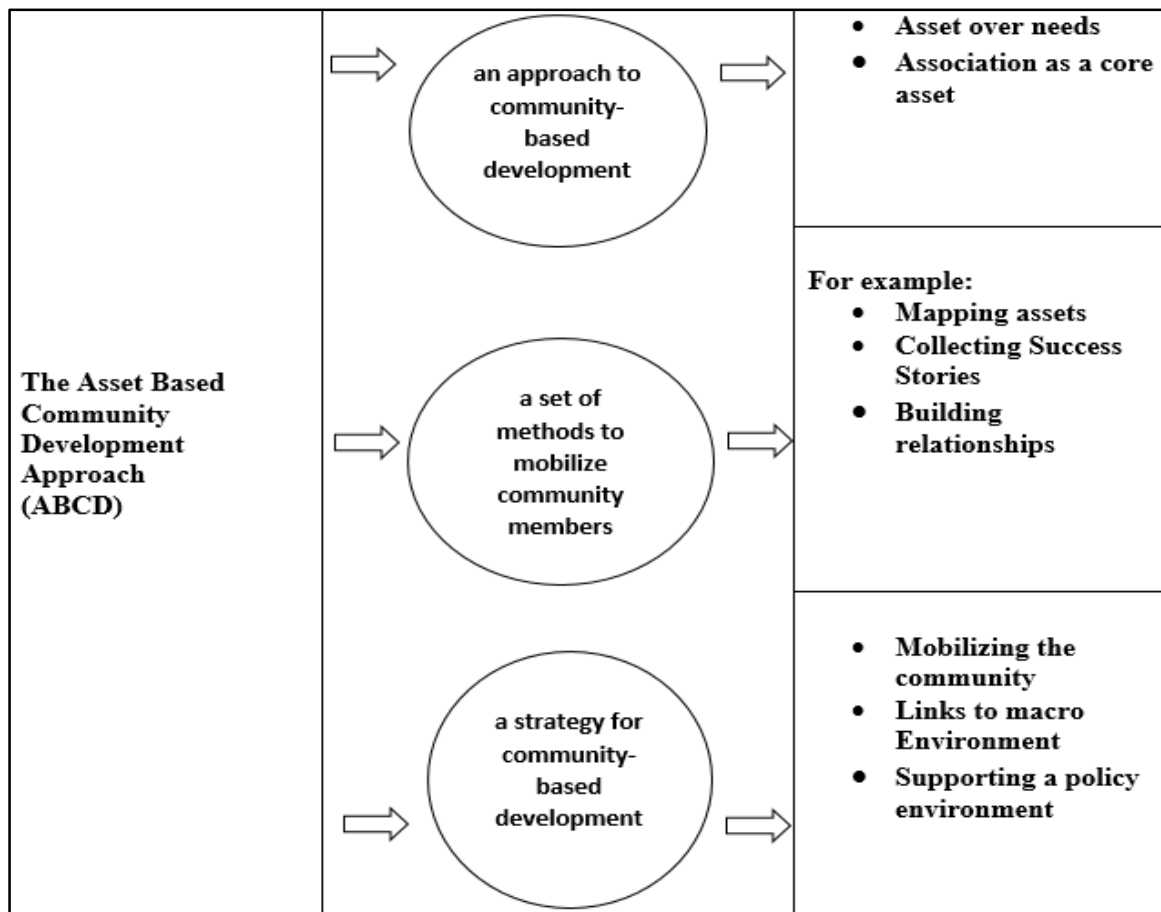 The Asset Based
Community
Development
Approach
(ABCD)
an approach to
community-
based
development
• Asset over needs
• Association as a core
asset
a set of
methods to
mobilize
community
members
For example:
• Mapping assets
• Collecting Success
Stories
• Building
relationships
a strategy for
community-
based
development
• Mobilizing the
community
• Links to macro
Environment
• Supporting a policy
environment